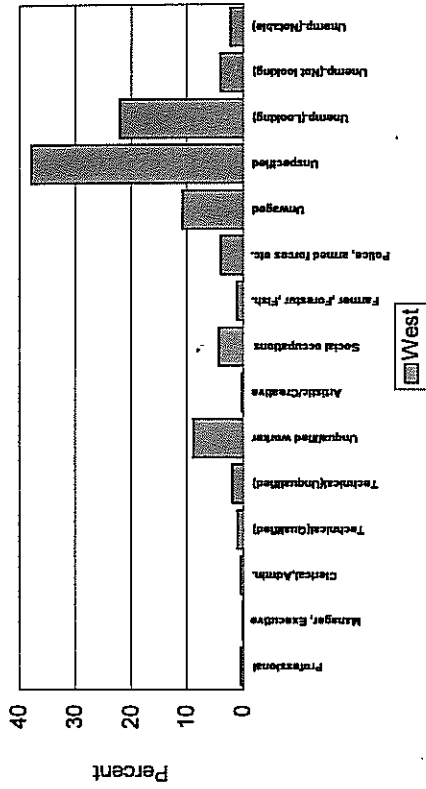 Percent
40
30
20
10
0
Professional
Manager, Executive
Clerical,Admin.
Technical(Qualified)
Technical(Unqualified)
Unqualified worker
Artistic/Creative
Social occupations
Farmer,Forestur,Fish.
Police, armed forces etc.
Unwaged
Unspecified
Unemp.(Looking)
Unemp.(Not looking)
Unemp.(Notable)
West